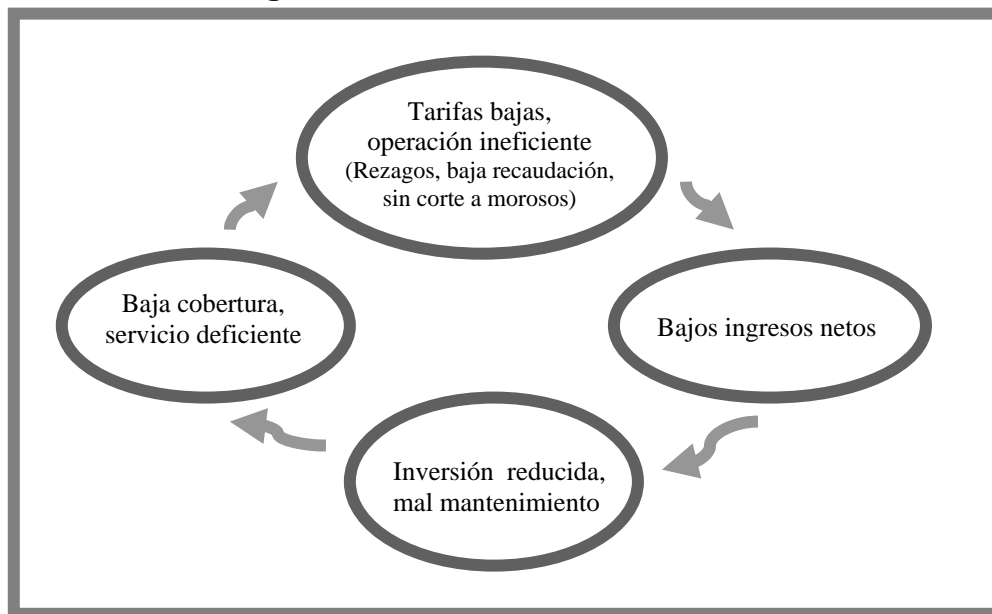 Tarifas bajas,
operación ineficiente
(Rezagos, baja recaudación,
sin corte a morosos)
Bajos ingresos netos
Inversión reducida,
mal mantenimiento
Baja cobertura,
servicio deficiente